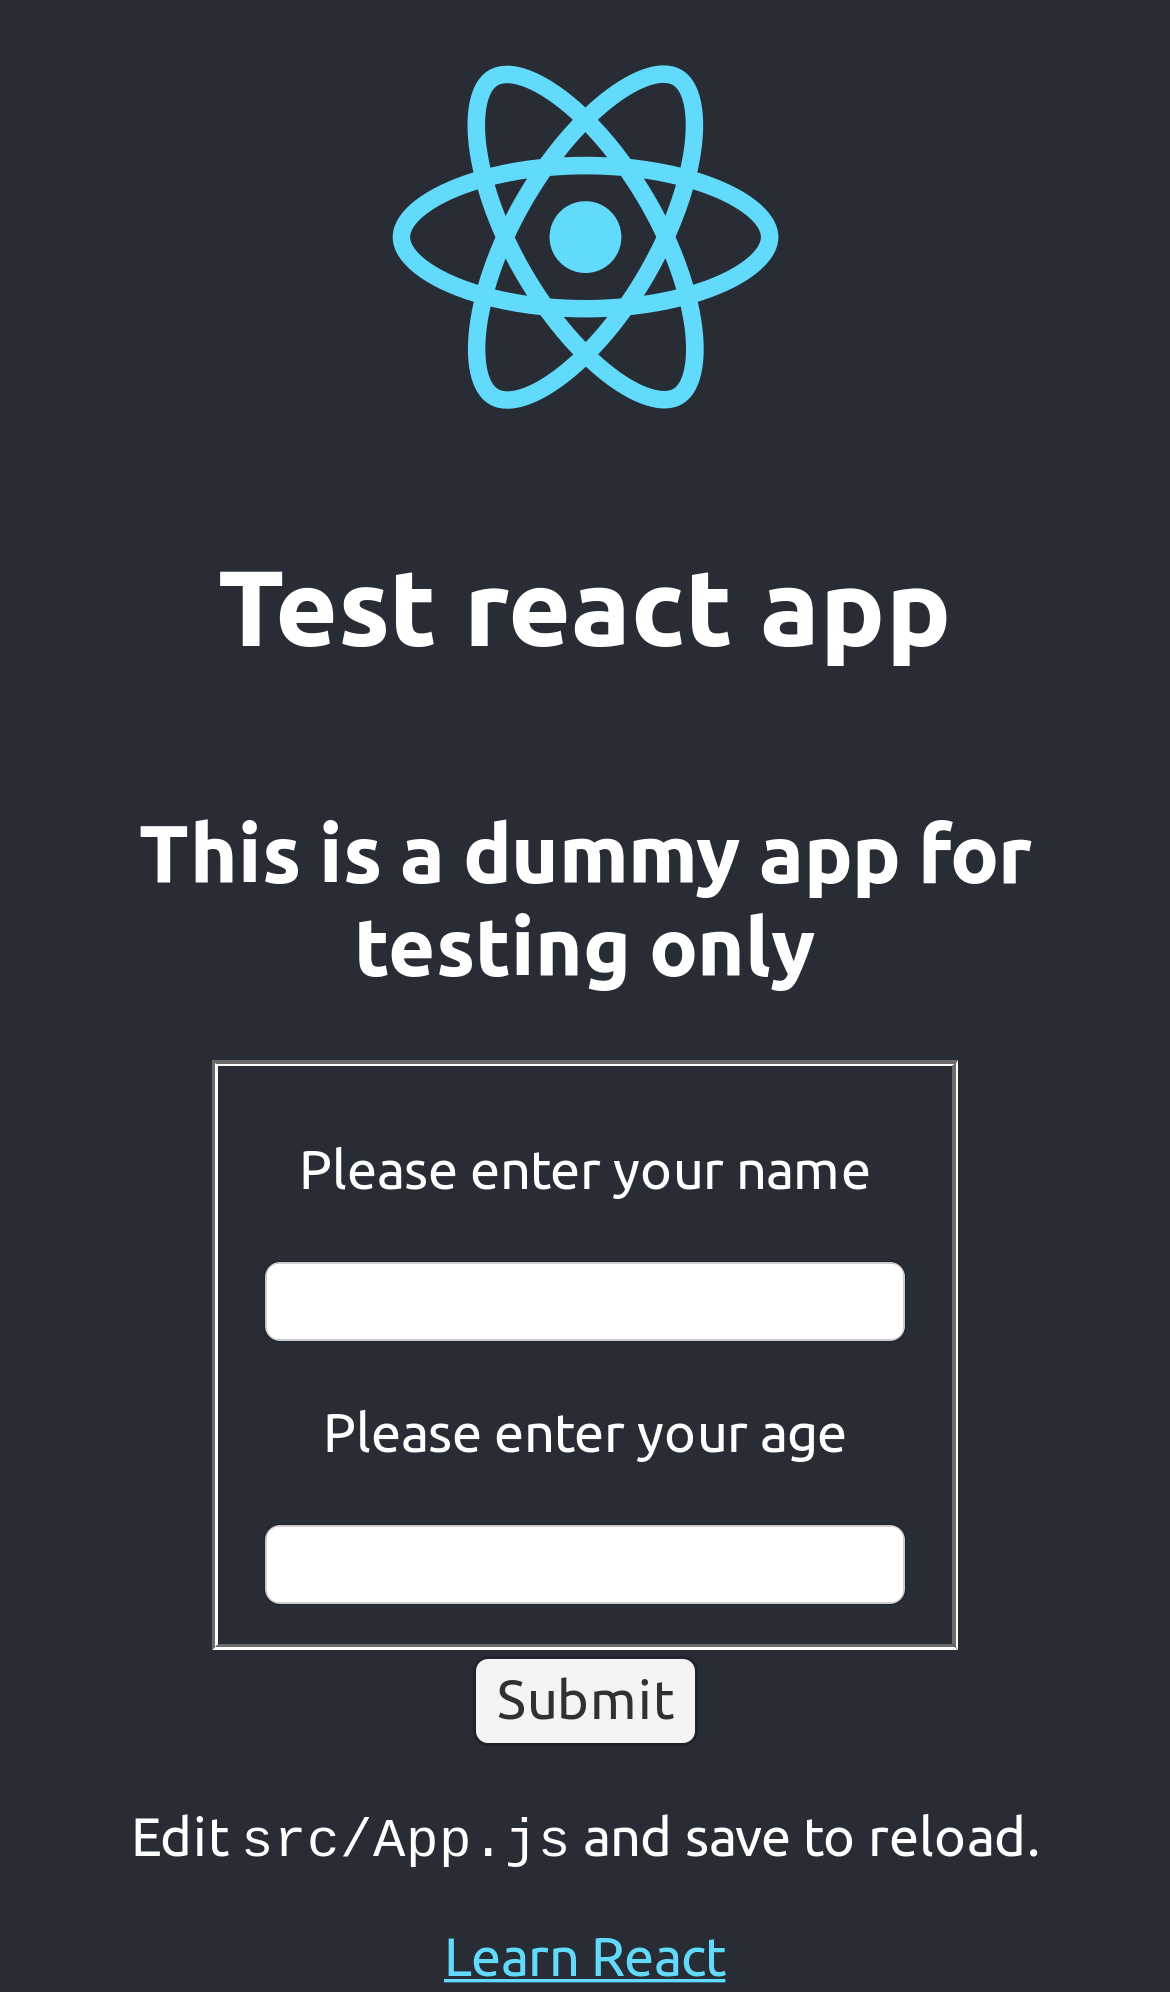 Test react app
This is a dummy app for
testing only
Please enter your name
Please enter your age
Submit
Edit src/App.js and save to reload.
Learn React